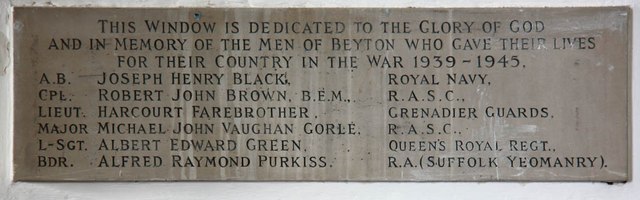 THIS WINDOW IS DEDICATED TO THE GLORY OF GOD
AND IN MEMORY OF THE MEN OF BEYTON WHO GAVE THEIR LIVES
FOR THEIR COUNTRY IN THE WAR 1939-1945.
A.B. JOSEPH HENRY BLACK, ROYAL NAVY.
CPL. ROBERT JOHN BROWN, B.E.M., R.A.S.C.,
LIEUT. HARCOURT FAREBROTHER, GRENADIER GUARDS.
MAJOR MICHAEL JOHN VAUGHAN GORLE, R.A.S.C.,
L-SGT. ALBERT EDWARD GREEN, QUEEN'S ROYAL REGT.,
BDR. ALFRED RAYMOND PURKISS. R.A. (SUFFOLK YEOMANRY).